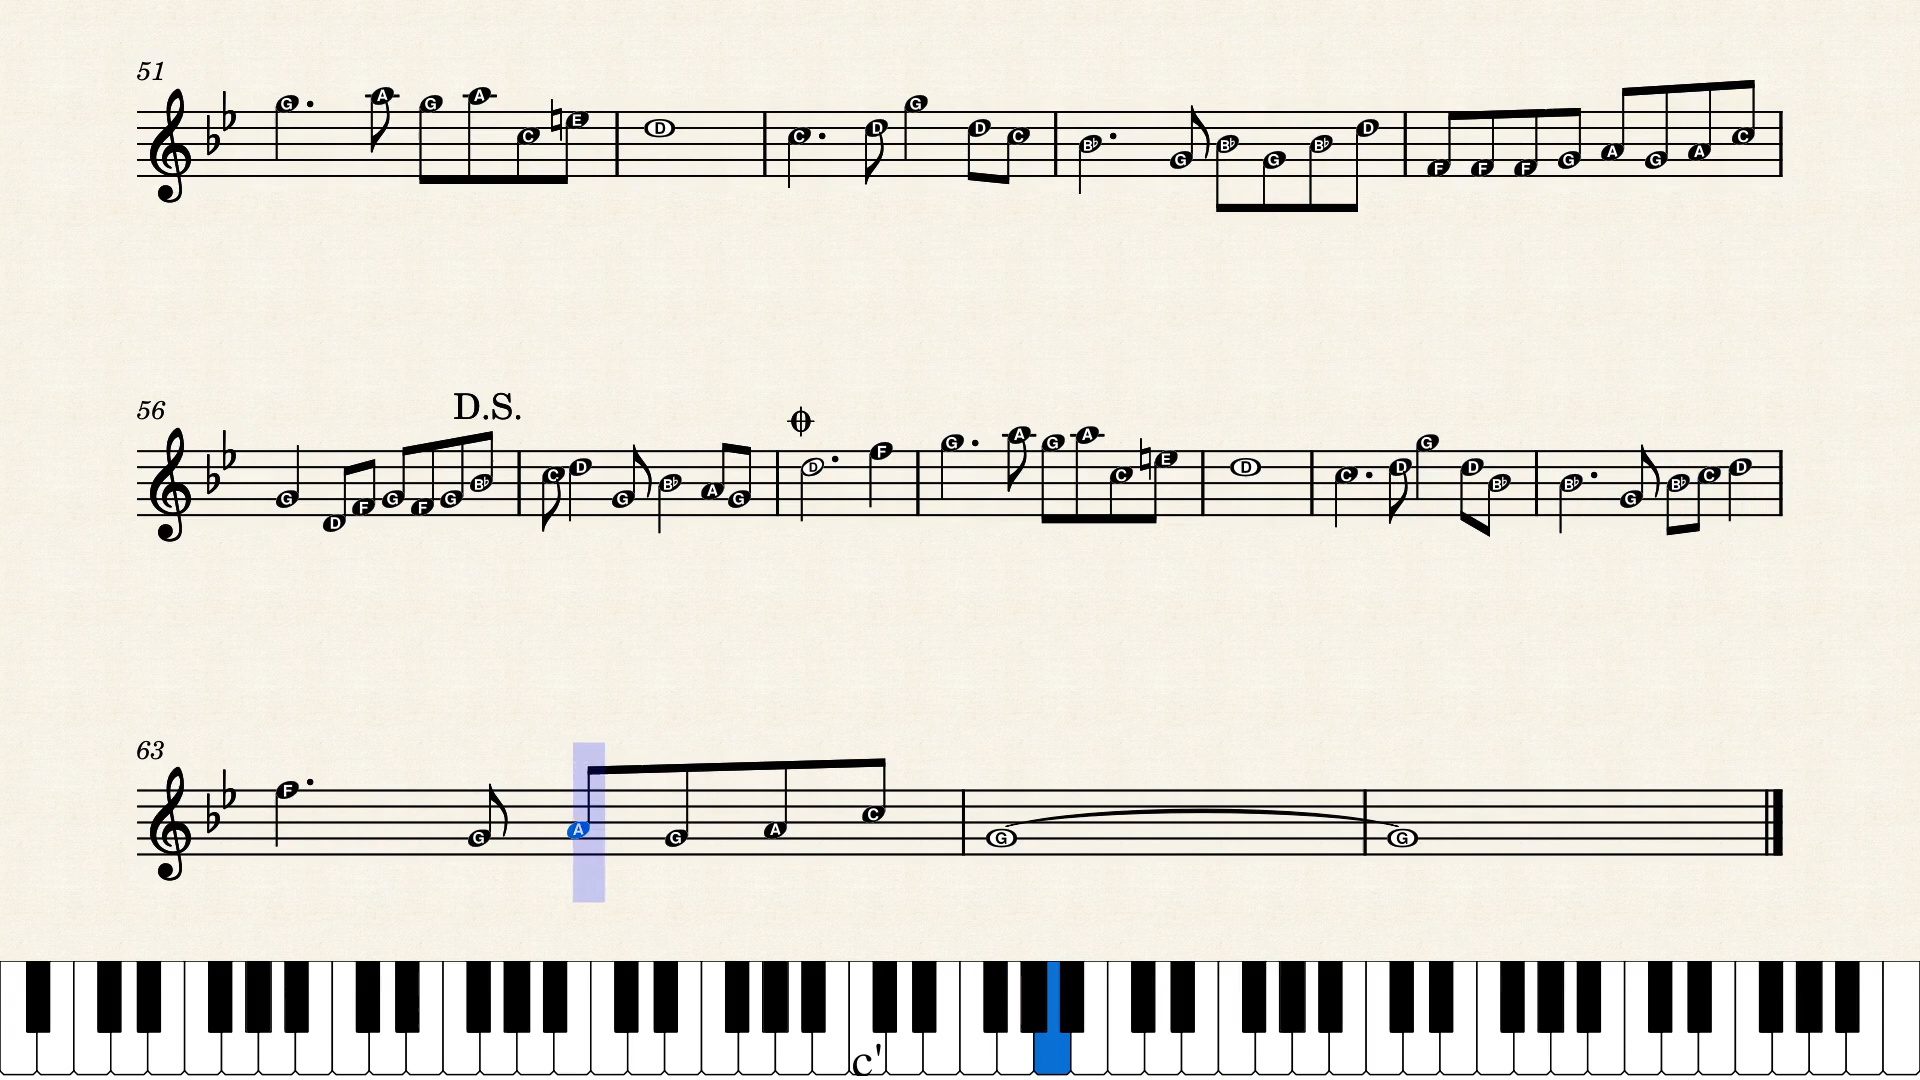 51
G A G A C E D C D G D C B♭ G B♭ G B♭ D F F F G A G A C
56 D.S.
G D F G F G B♭ C D G B♭ A G D F G A G A C E D C D G D B♭ B♭ G B♭ C D
63
F G A G A C G G
c'